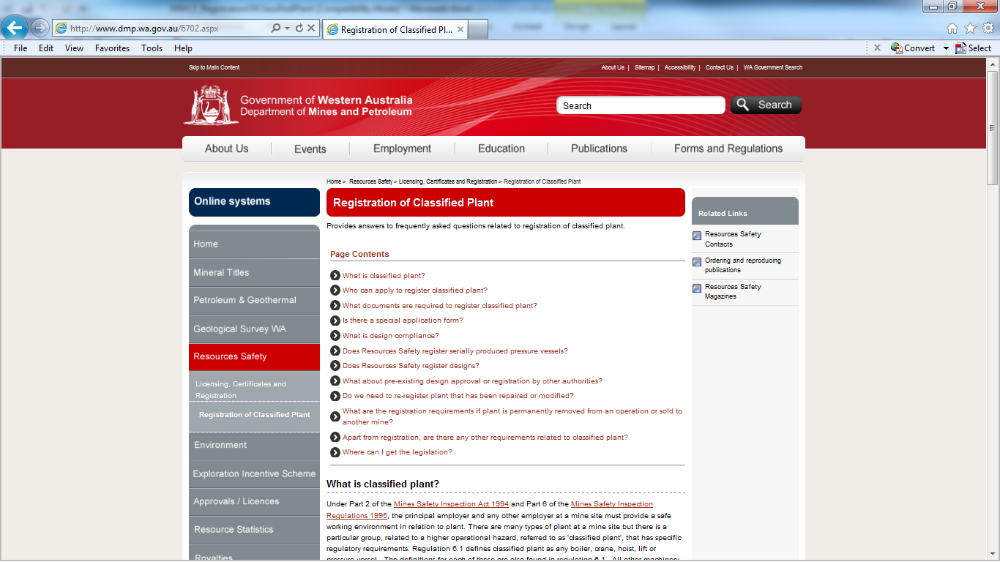 http://www.dmp.wa.gov.au/6702.aspx
Registration of Classified Pl...
File Edit View Favorites Tools Help
Convert Select
Skip to Main Content
About Us | Sitemap | Accessibility | Contact Us | WA Government Search
Government of Western Australia
Department of Mines and Petroleum
Search
Search
About Us Events Employment Education Publications Forms and Regulations
Home > Resources Safety > Licensing, Certificates and Registration > Registration of Classified Plant
Online systems
Home
Mineral Titles
Petroleum & Geothermal
Geological Survey WA
Resources Safety
Licensing, Certificates and
Registration
Registration of Classified Plant
Environment
Exploration Incentive Scheme
Approvals / Licences
Resource Statistics
Royalties
Registration of Classified Plant
Provides answers to frequently asked questions related to registration of classified plant.
Page Contents
What is classified plant?
Who can apply to register classified plant?
What documents are required to register classified plant?
Is there a special application form?
What is design compliance?
Does Resources Safety register serially produced pressure vessels?
Does Resources Safety register designs?
What about pre-existing design approval or registration by other authorities?
Do we need to re-register plant that has been repaired or modified?
What are the registration requirements if plant is permanently removed from an operation or sold to
another mine?
Apart from registration, are there any other requirements related to classified plant?
Where can I get the legislation?
What is classified plant?
Under Part 2 of the Mines Safety Inspection Act 1994 and Part 6 of the Mines Safety Inspection
Regulations 1995, the principal employer and any other employer at a mine site must provide a safe
working environment in relation to plant. There are many types of plant at a mine site but there is a
particular group, related to a higher operational hazard, referred to as 'classified plant', that has specific
regulatory requirements. Regulation 6.1 defines classified plant as any boiler, crane, hoist, lift or
pressure vessel. The definitions for each of these are also found in regulation 6.1. All other machinery
Related Links
Resources Safety
Contacts
Ordering and reproducing
publications
Resources Safety
Magazines